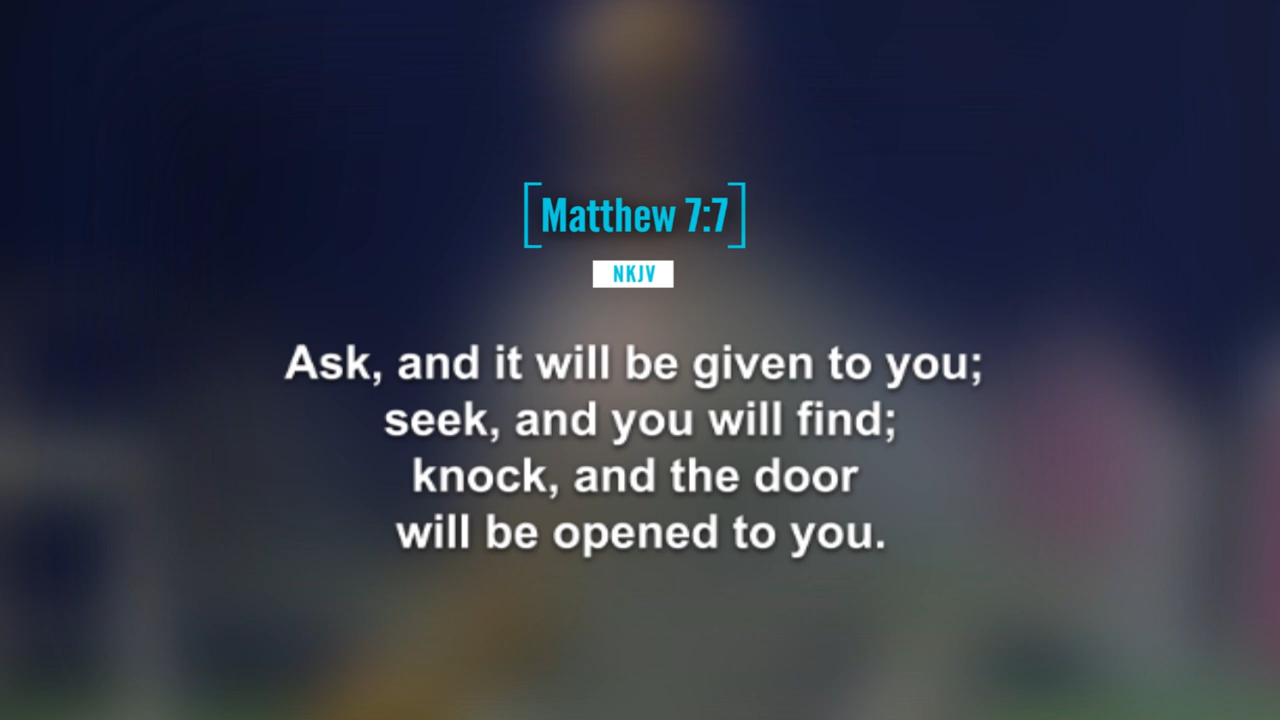 [Matthew 7:7]
NKJV
Ask, and it will be given to you;
seek, and you will find;
knock, and the door
will be opened to you.